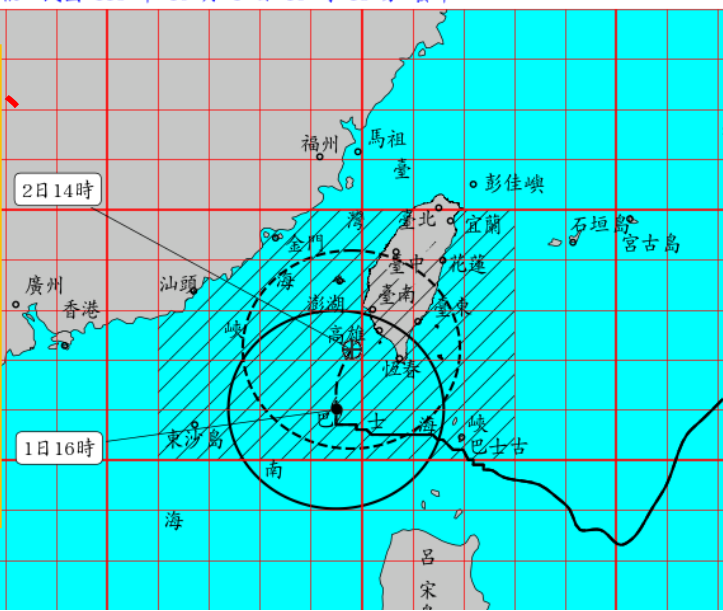 福州
馬祖
臺
彭佳嶼
2日14時
灣
臺北
宜蘭
石垣島
宮古島
金門
臺中
花蓮
海
廣州
汕頭
澎湖
臺南
香港
臺東
峽
高雄
恆春
巴
士
海
峽
東沙島
巴士古
1日16時
南
海
呂
宋